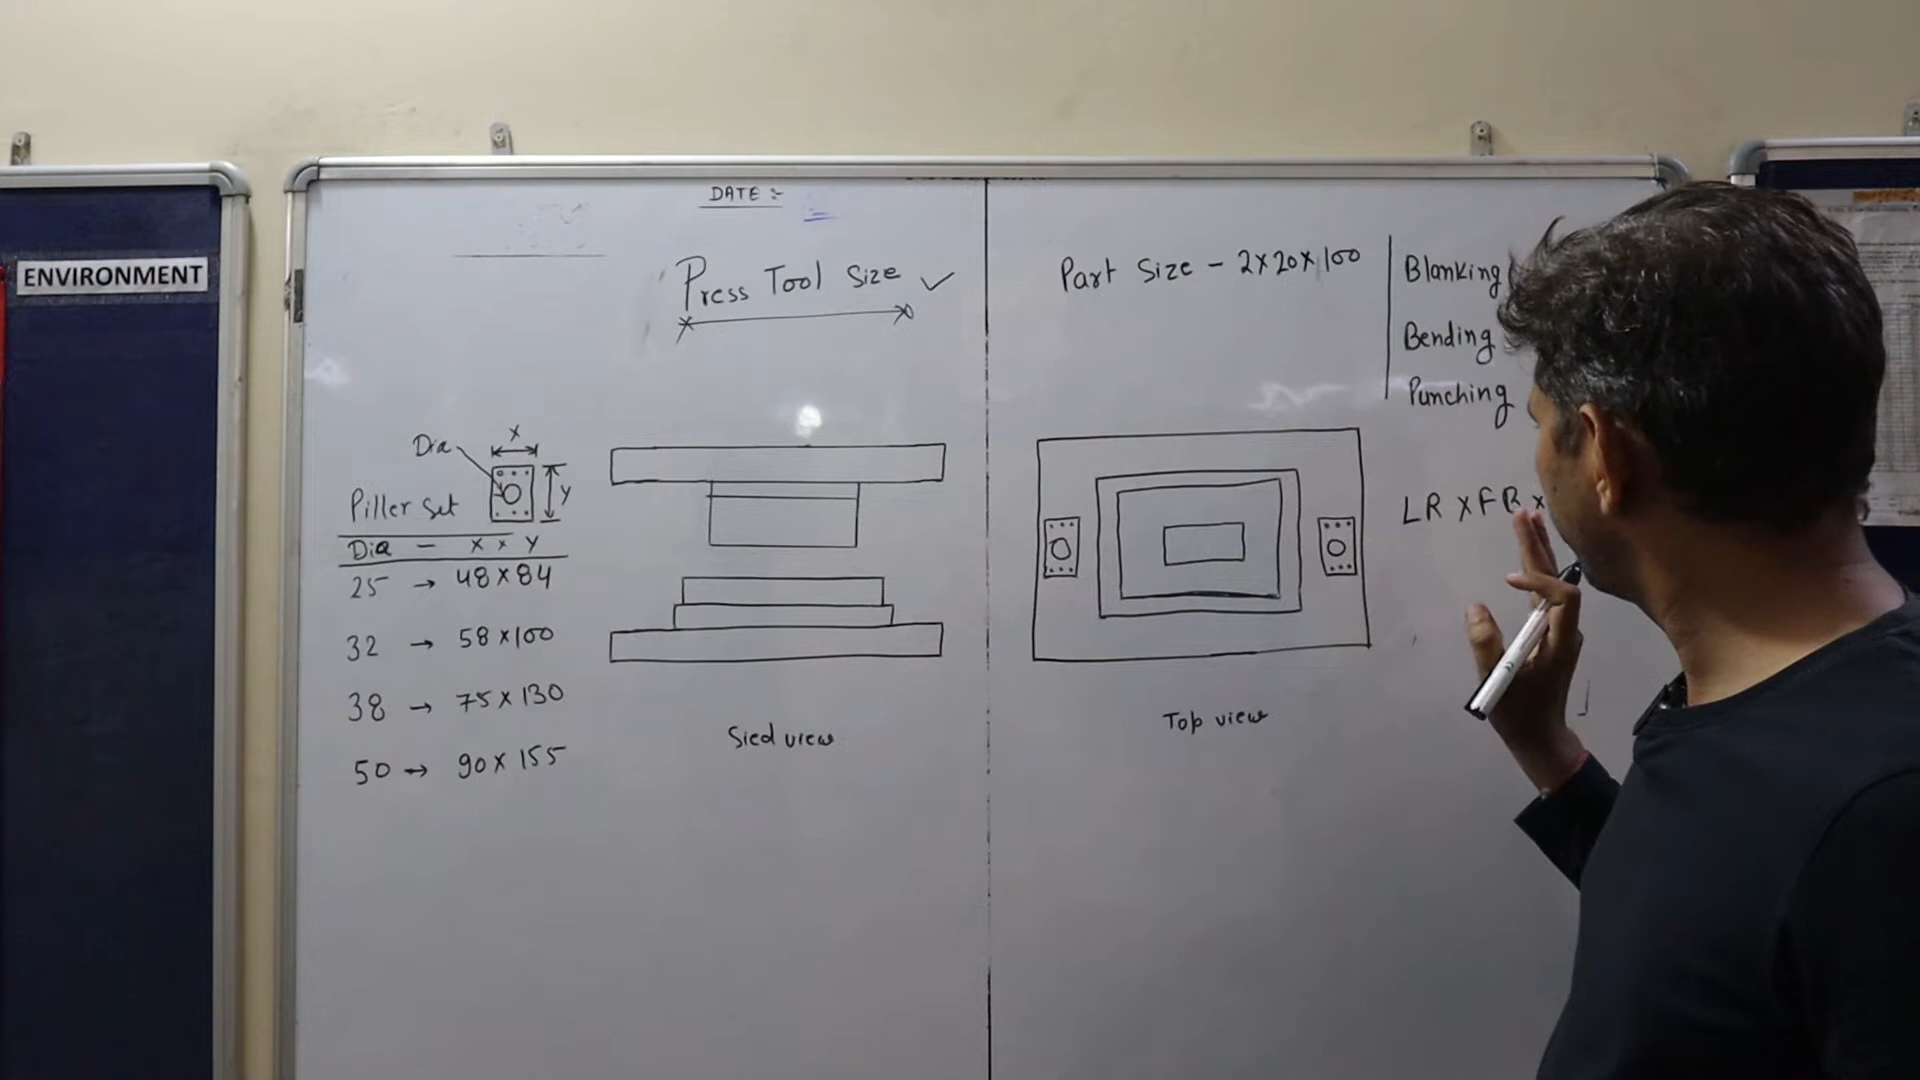 ENVIRONMENT
DATE :-
Press Tool Size
Part Size - 2x20x100
Blanking
Bending
Punching
Dia
x
y
Piller set
Dia - x x y
25 → 48x84
32 → 58x100
38 → 75x130
50 → 90x155
Sied view
Top view
LR x FB x